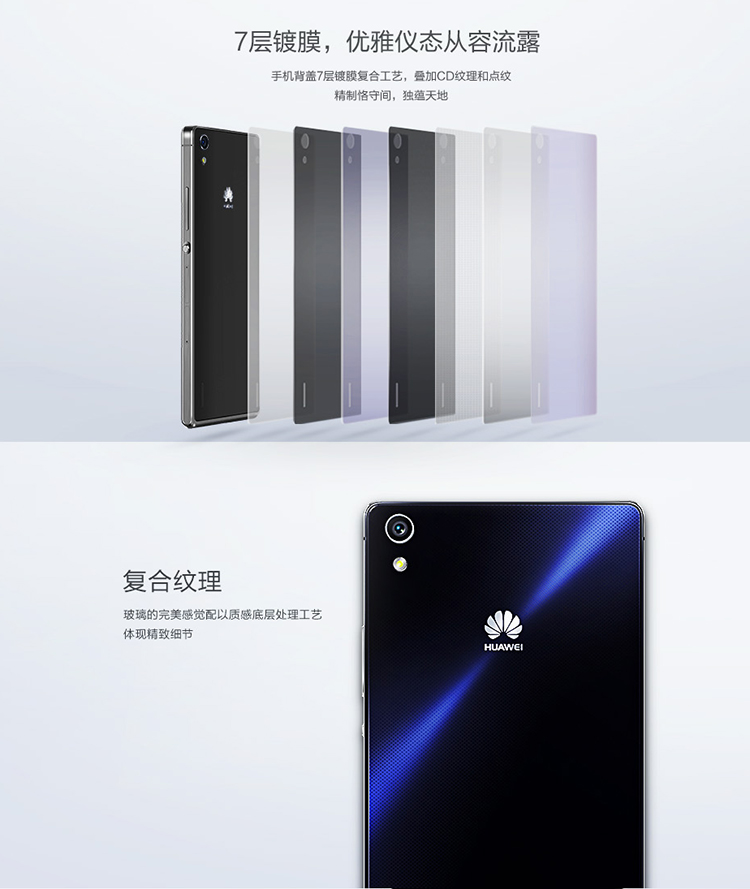 7层镀膜，优雅仪态从容流露
手机背盖7层镀膜复合工艺，叠加CD纹理和点纹
精制恪守间，独蕴天地
HUAWEI
复合纹理
玻璃的完美感觉配以质感底层处理工艺
体现精致细节
HUAWEI